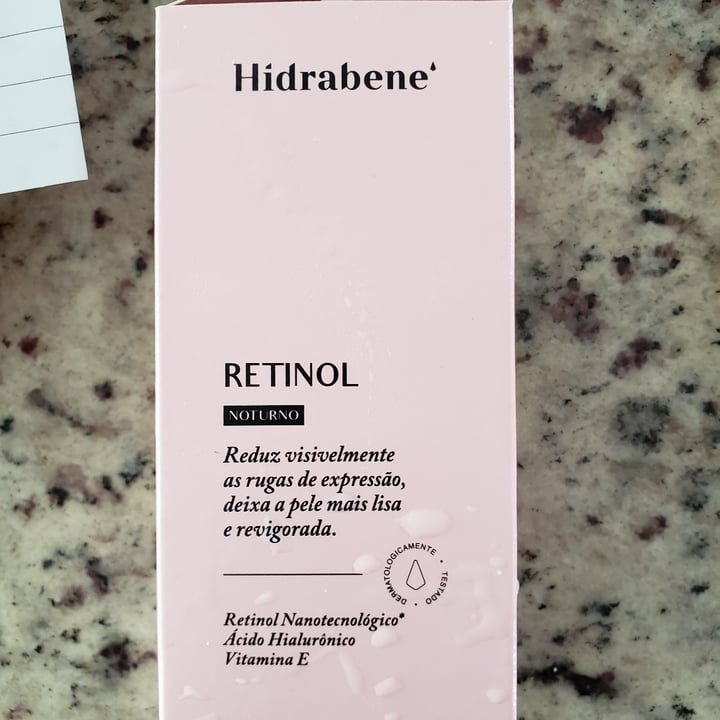 Hidrabene
RETINOL
NOTURNO
Reduz visivelmente
as rugas de expressão,
deixa a pele mais lisa
e revigorada.
DERMATOLOGICAMENTE • TESTADO •
Retinol Nanotecnológico*
Ácido Hialurônico
Vitamina E